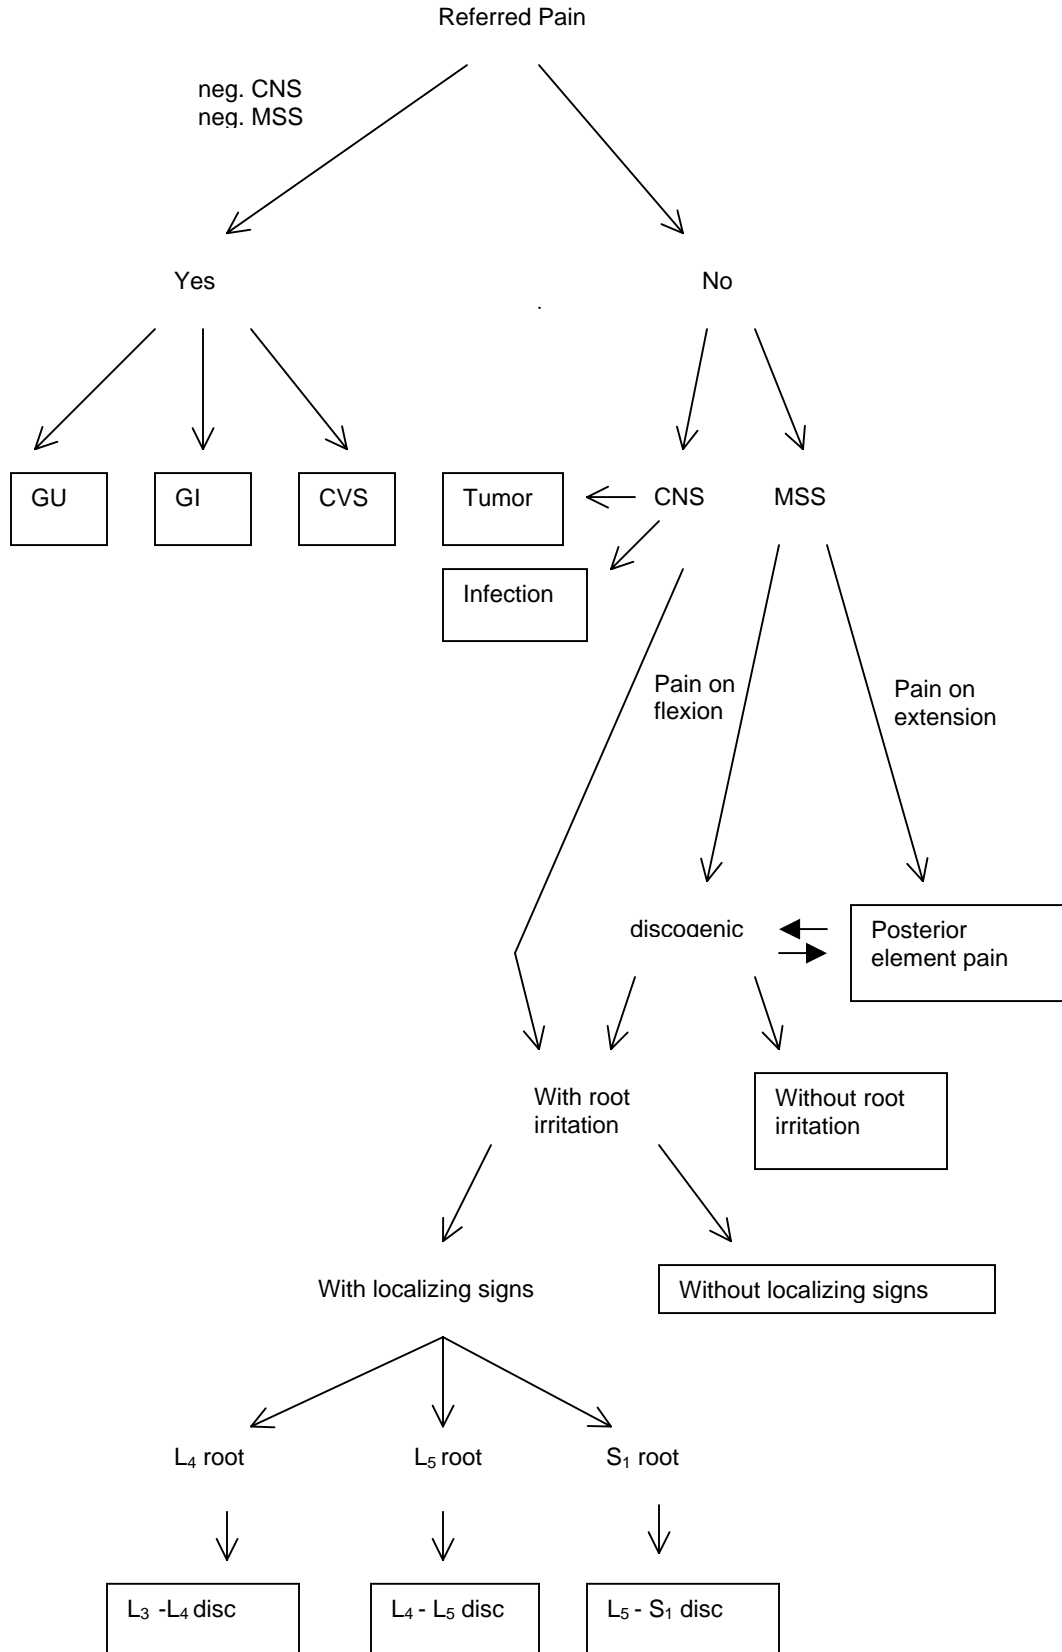 Referred Pain
neg. CNS
neg. MSS
Yes
No
GU
GI
CVS
Tumor
CNS
MSS
Infection
Pain on
flexion
Pain on
extension
discogenic
Posterior
element pain
With root
irritation
Without root
irritation
With localizing signs
Without localizing signs
L₄ root
L₅ root
S₁ root
L₃ -L₄ disc
L₄ - L₅ disc
L₅ - S₁ disc